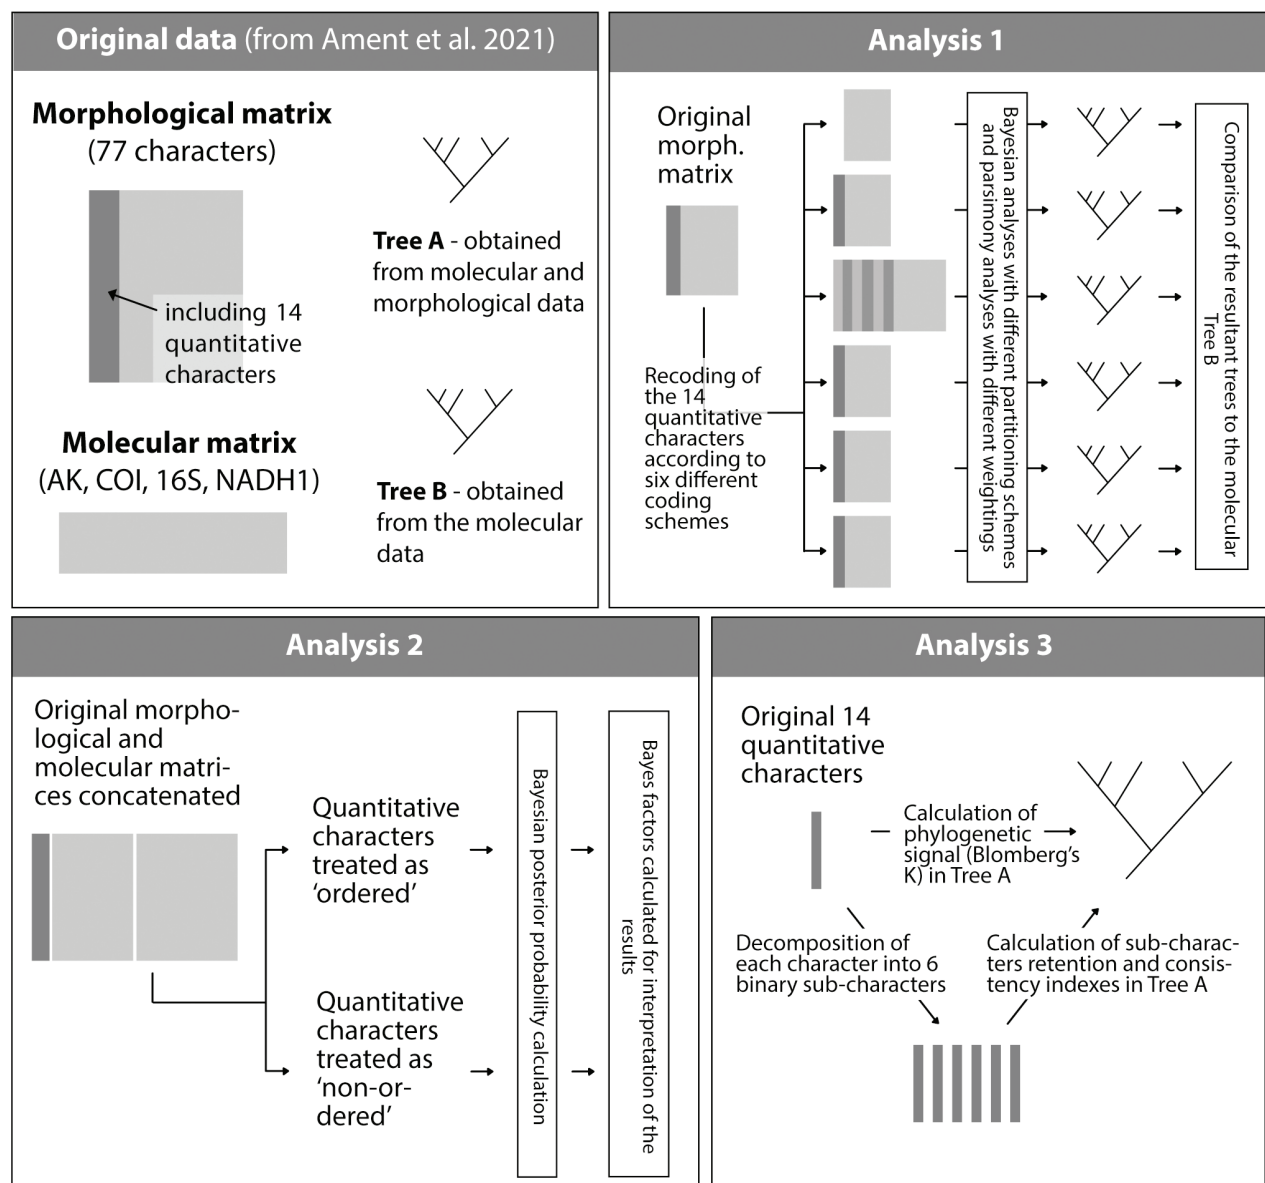 Original data (from Ament et al. 2021)
Morphological matrix
(77 characters)
including 14
quantitative
characters
Molecular matrix
(AK, COI, 16S, NADH1)
Tree A - obtained
from molecular and
morphological data
Tree B - obtained
from the molecular
data
Analysis 1
Original
morph.
matrix
Recoding of
the 14
quantitative
characters
according to
six different
coding
schemes
Bayesian analyses with different partitioning schemes
and parsimony analyses with different weightings
Comparison of the resultant trees to the molecular
Tree B
Analysis 2
Original morpho-
logical and
molecular matri-
ces concatenated
Quantitative
characters
treated as
‘ordered’
Quantitative
characters
treated as
‘non-or-
dered’
Bayesian posterior probability calculation
Bayes factors calculated for interpretation of the
results
Analysis 3
Original 14
quantitative
characters
Calculation of
phylogenetic
signal (Blomberg’s
K) in Tree A
Decomposition of
each character into 6
binary sub-characters
Calculation of sub-charac-
ters retention and consis-
tency indexes in Tree A